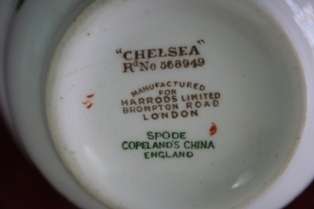 "CHELSEA"
Rd No 568949
MANUFACTURED
FOR
HARRODS LIMITED
BROMPTON ROAD
LONDON
SPODE
COPELAND'S CHINA
ENGLAND